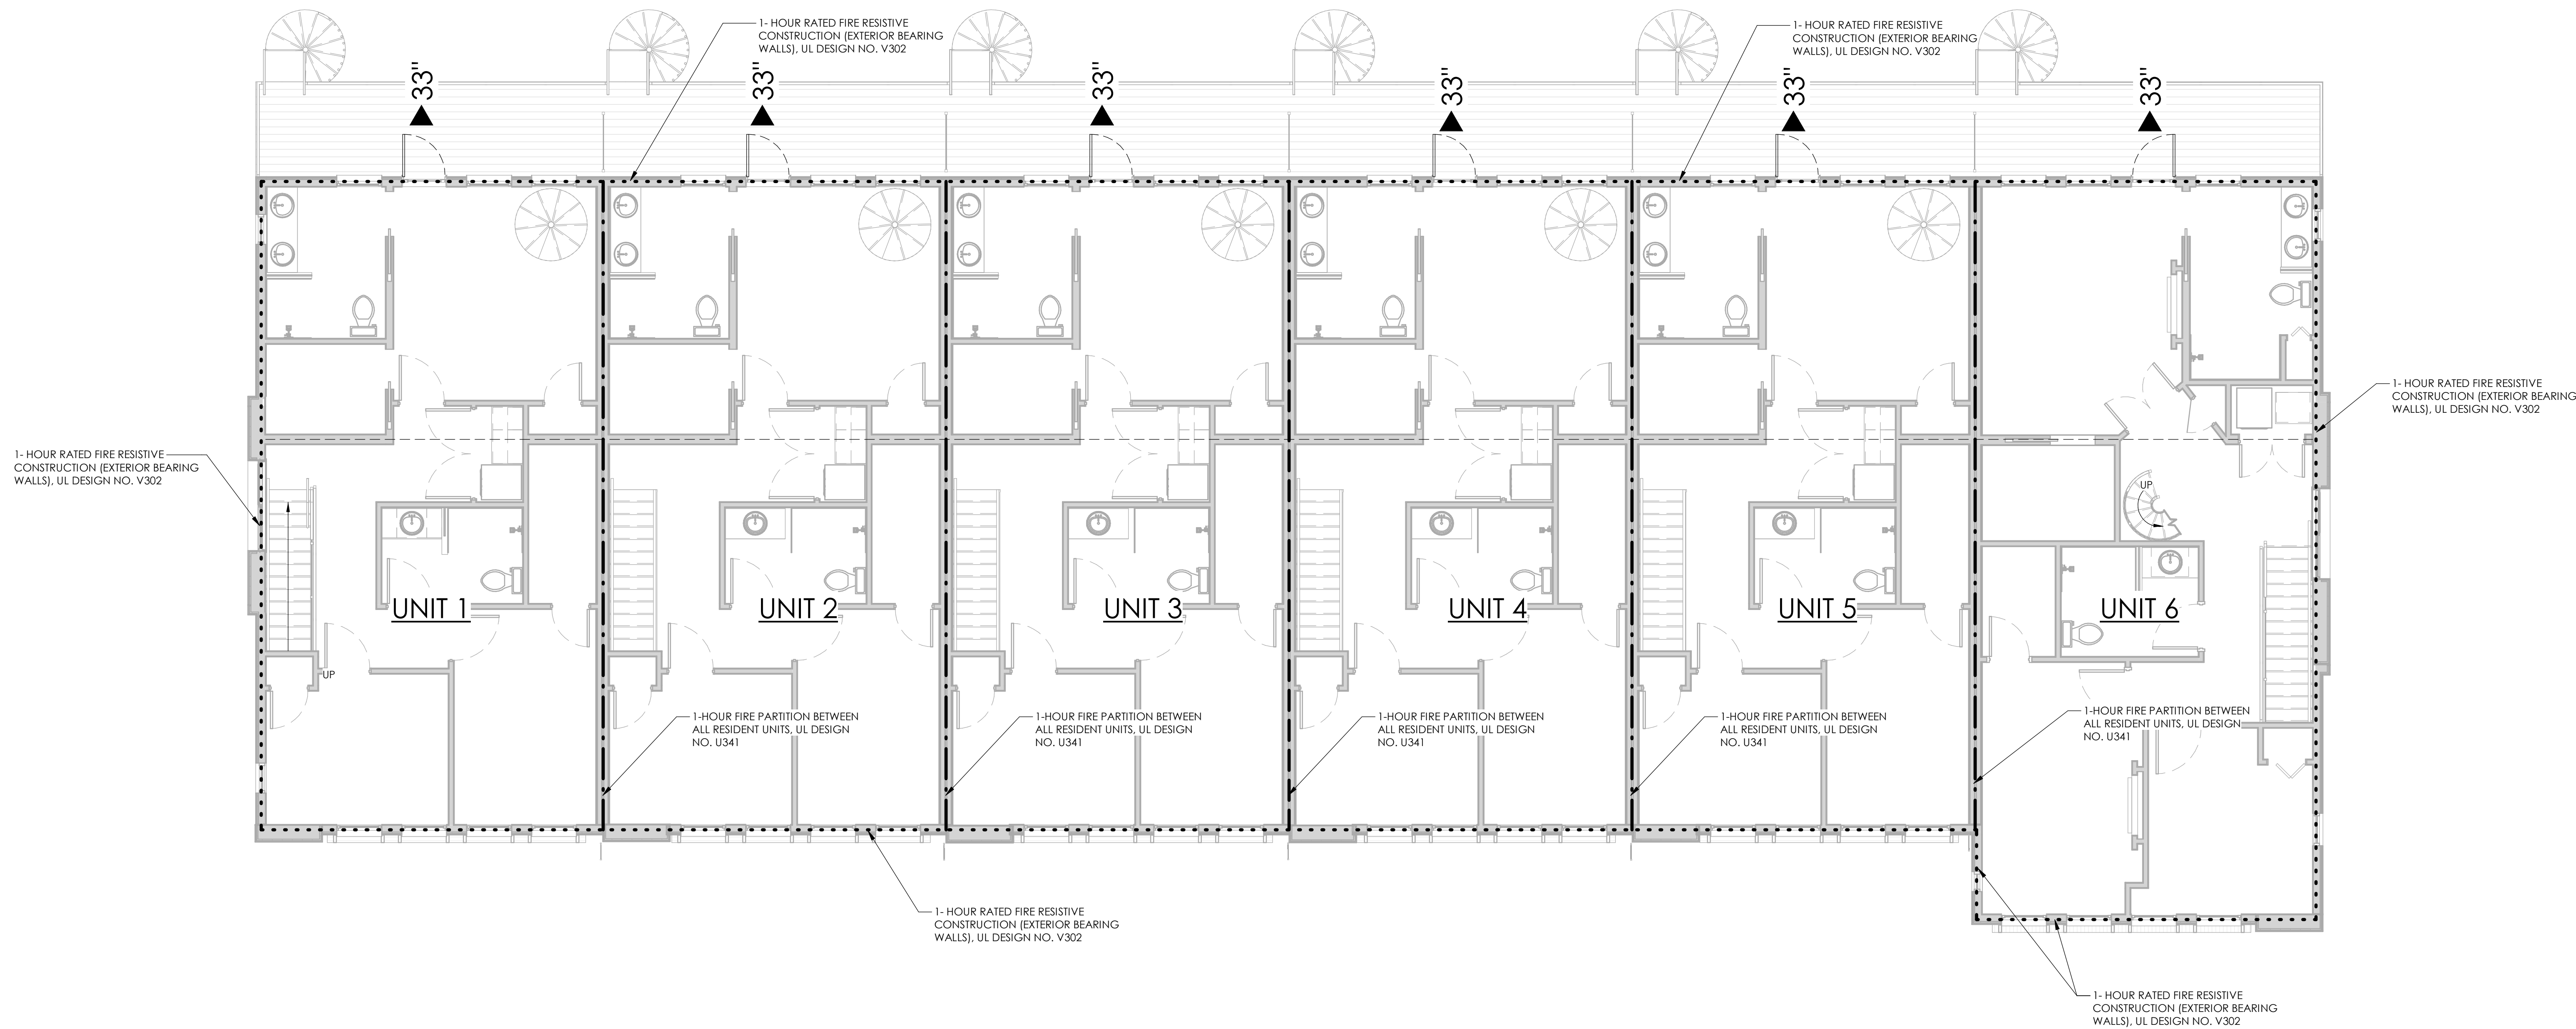 1- HOUR RATED FIRE RESISTIVE
CONSTRUCTION (EXTERIOR BEARING
WALLS), UL DESIGN NO. V302
1- HOUR RATED FIRE RESISTIVE
CONSTRUCTION (EXTERIOR BEARING
WALLS), UL DESIGN NO. V302
33"
33"
33"
33"
33"
33"
1- HOUR RATED FIRE RESISTIVE
CONSTRUCTION (EXTERIOR BEARING
WALLS), UL DESIGN NO. V302
1- HOUR RATED FIRE RESISTIVE
CONSTRUCTION (EXTERIOR BEARING
WALLS), UL DESIGN NO. V302
UP
UNIT 1
UNIT 2
UNIT 3
UNIT 4
UNIT 5
UNIT 6
UP
1-HOUR FIRE PARTITION BETWEEN
ALL RESIDENT UNITS, UL DESIGN
NO. U341
1-HOUR FIRE PARTITION BETWEEN
ALL RESIDENT UNITS, UL DESIGN
NO. U341
1-HOUR FIRE PARTITION BETWEEN
ALL RESIDENT UNITS, UL DESIGN
NO. U341
1-HOUR FIRE PARTITION BETWEEN
ALL RESIDENT UNITS, UL DESIGN
NO. U341
1-HOUR FIRE PARTITION BETWEEN
ALL RESIDENT UNITS, UL DESIGN
NO. U341
1- HOUR RATED FIRE RESISTIVE
CONSTRUCTION (EXTERIOR BEARING
WALLS), UL DESIGN NO. V302
1- HOUR RATED FIRE RESISTIVE
CONSTRUCTION (EXTERIOR BEARING
WALLS), UL DESIGN NO. V302